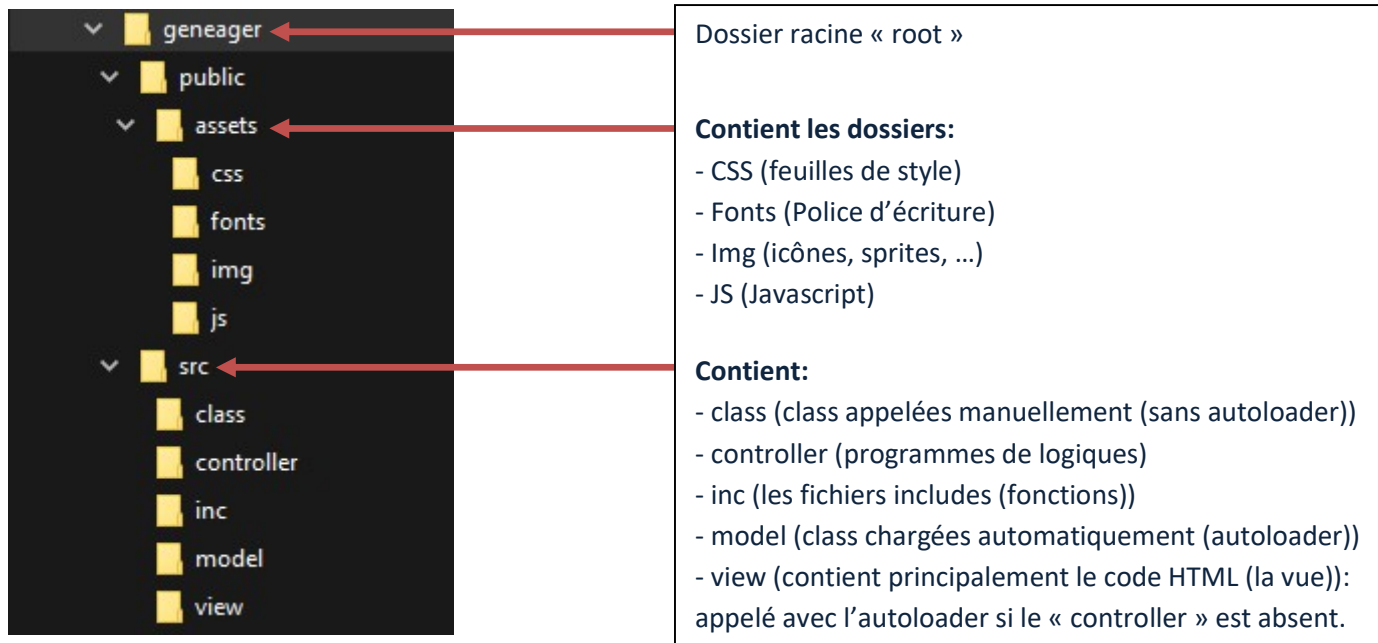 geneager
public
assets
css
fonts
img
js
src
class
controller
inc
model
view
Dossier racine « root »
Contient les dossiers:
- CSS (feuilles de style)
- Fonts (Police d’écriture)
- Img (icônes, sprites, …)
- JS (Javascript)
Contient:
- class (class appelées manuellement (sans autoloader))
- controller (programmes de logiques)
- inc (les fichiers includes (fonctions))
- model (class chargées automatiquement (autoloader))
- view (contient principalement le code HTML (la vue)):
appelé avec l’autoloader si le « controller » est absent.